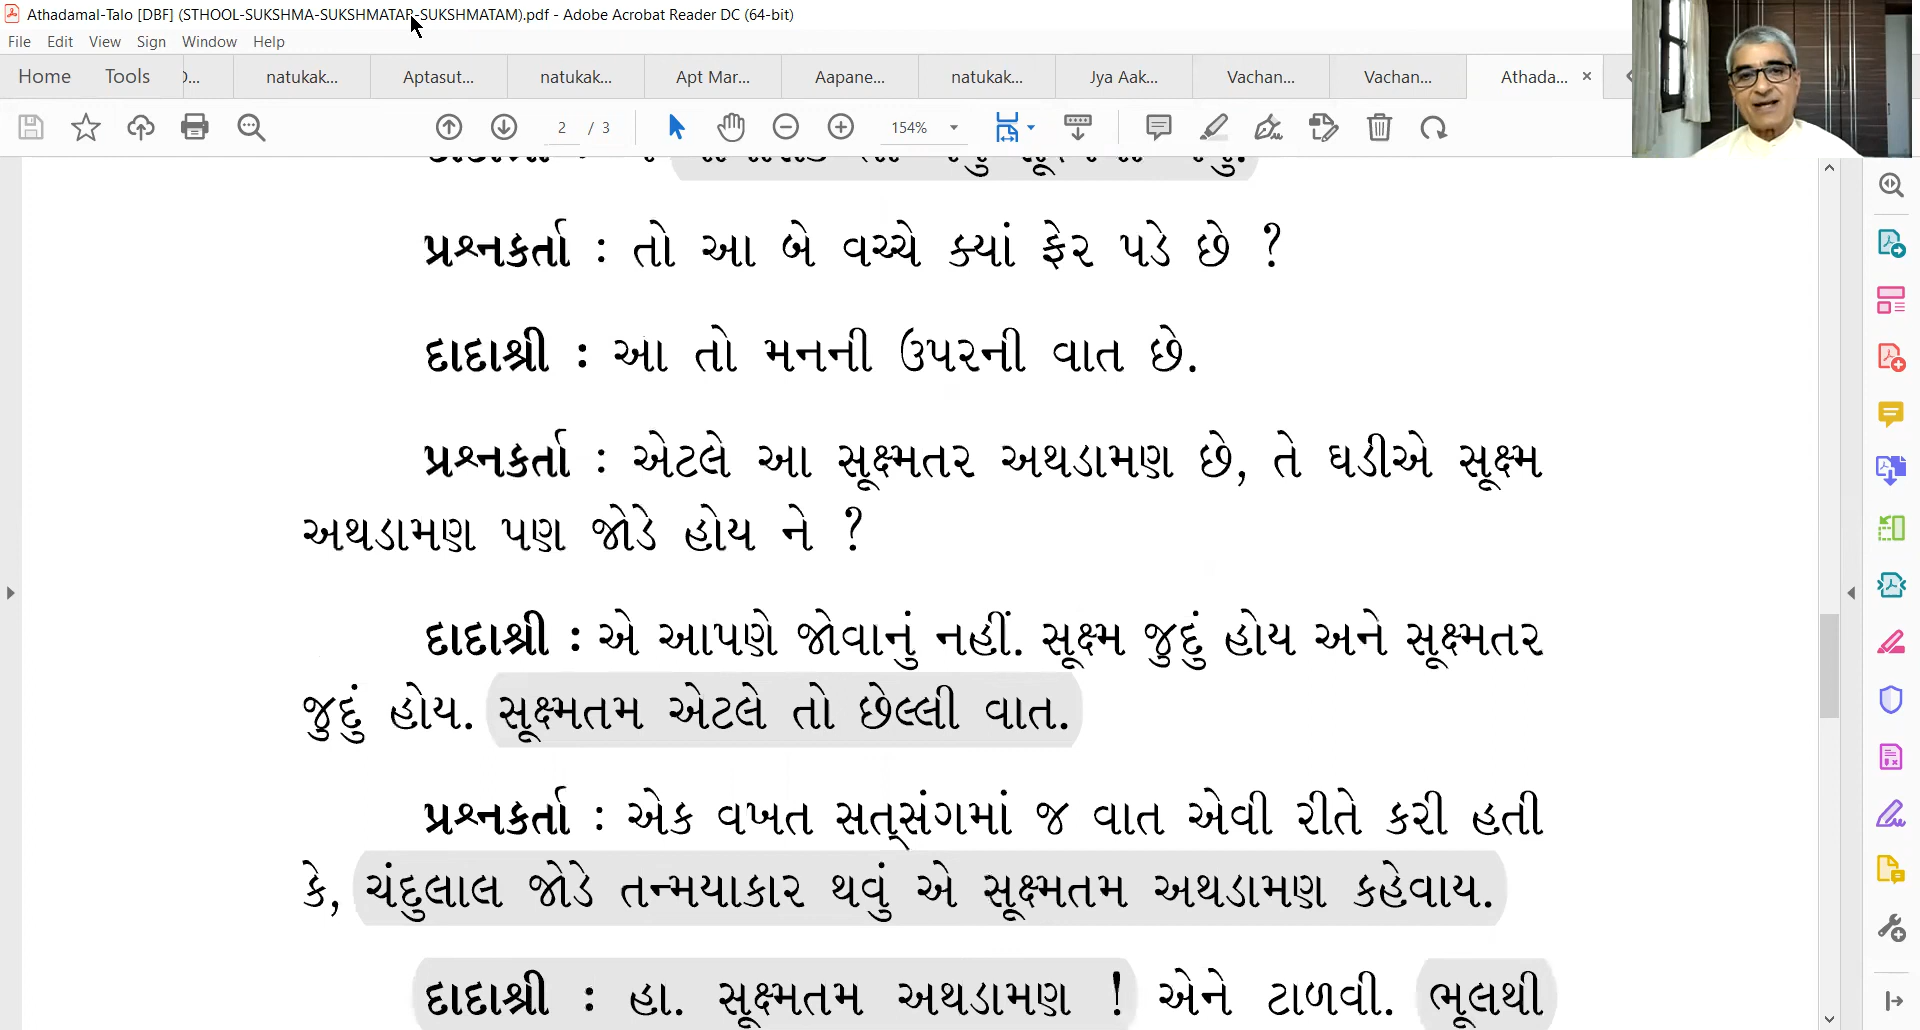 Athadamal-Talo [DBF] (STHOOL-SUKSHMA-SUKSHMATAR-SUKSHMATAM).pdf - Adobe Acrobat Reader DC (64-bit)
File Edit View Sign Window Help
Home Tools ... natukak... Aptasut... natukak... Apt Mar... Aapane... natukak... Jya Aak... Vachan... Vachan... Athada... ×
2 / 3 154%
પ્રશ્નકર્તા : તો આ બે વચ્ચે ક્યાં ફેર પડે છે ?
દાદાશ્રી : આ તો મનની ઉપરની વાત છે.
પ્રશ્નકર્તા : એટલે આ સૂક્ષ્મતર અથડામણ છે, તે ઘડીએ સૂક્ષ્મ
અથડામણ પણ જોડે હોય ને ?
દાદાશ્રી : એ આપણે જોવાનું નહીં. સૂક્ષ્મ જુદું હોય અને સૂક્ષ્મતર
જુદું હોય. સૂક્ષ્મતમ એટલે તો છેલ્લી વાત.
પ્રશ્નકર્તા : એક વખત સત્સંગમાં જ વાત એવી રીતે કરી હતી
કે, ચંદુલાલ જોડે તન્મયાકાર થવું એ સૂક્ષ્મતમ અથડામણ કહેવાય.
દાદાશ્રી : હા. સૂક્ષ્મતમ અથડામણ ! એને ટાળવી. ભૂલથી